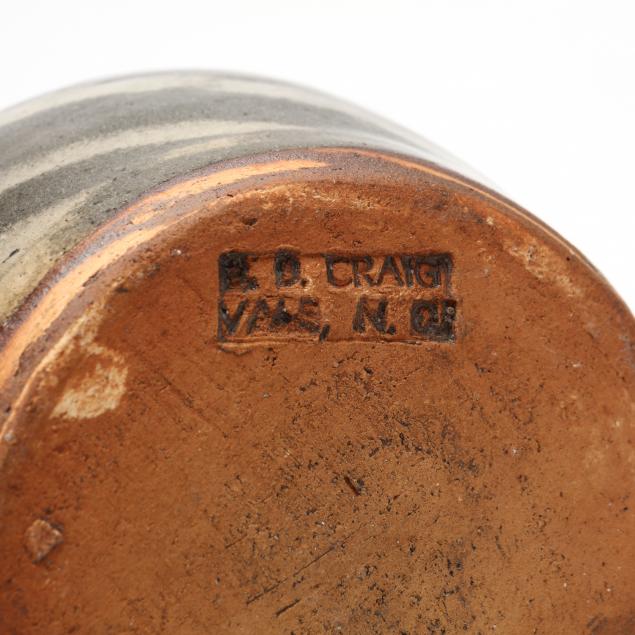 B. B. CRAIG
VALE, N. C.